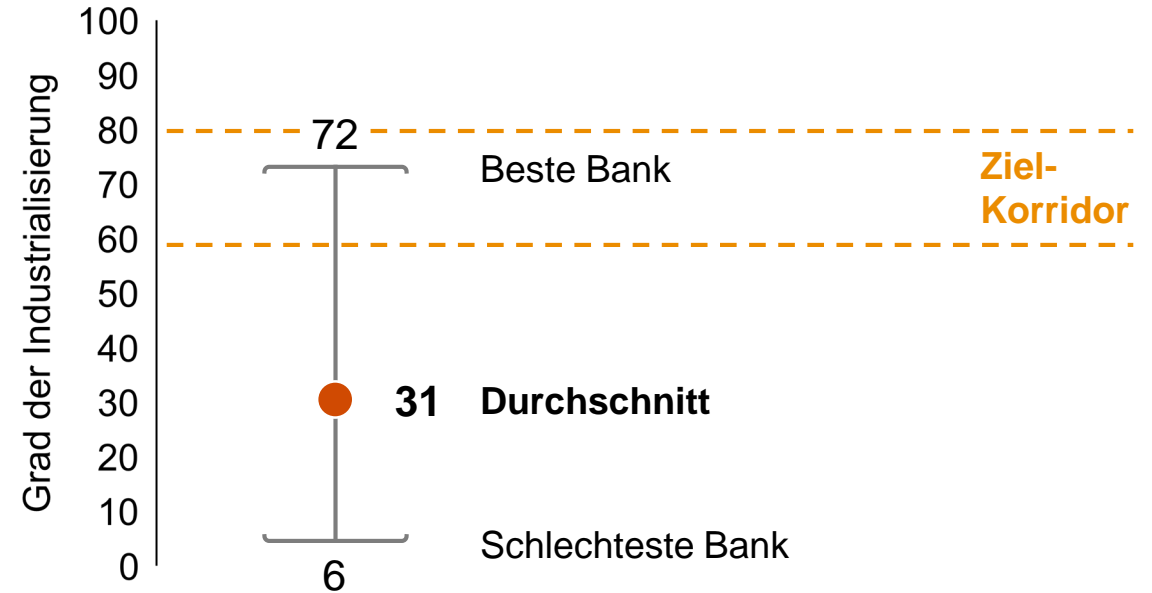 Grad der Industrialisierung
100
90
80
70
60
50
40
30
20
10
0
72
Beste Bank
Ziel-
Korridor
31 Durchschnitt
Schlechteste Bank
6